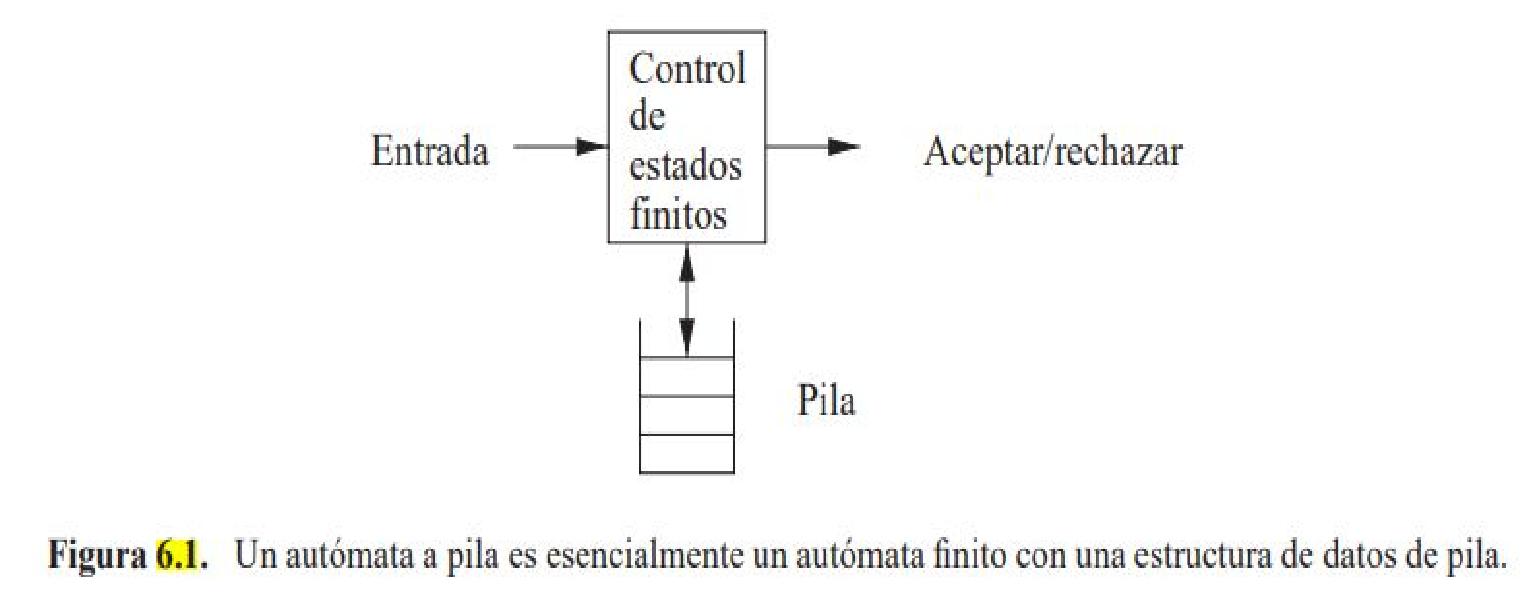 Control
de
estados
finitos
Entrada
Aceptar/rechazar
Pila
Figura 6.1. Un autómata a pila es esencialmente un autómata finito con una estructura de datos de pila.